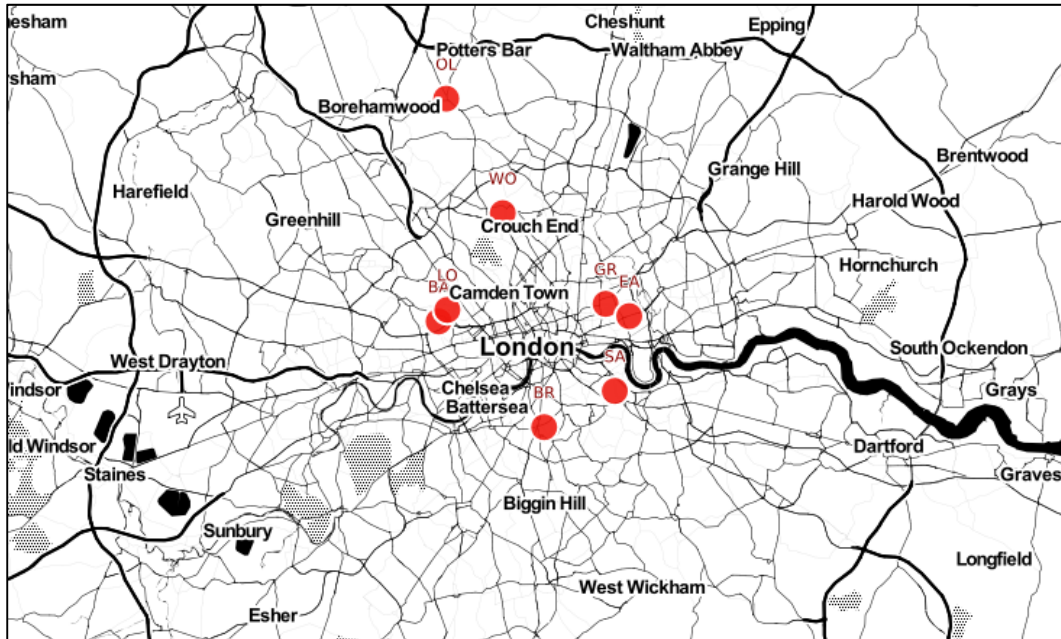 esham
Cheshunt
Epping
Potters Bar
Waltham Abbey
OL
rsham
Borehamwood
Brentwood
Grange Hill
WO
Harefield
Harold Wood
Greenhill
Crouch End
Hornchurch
GR
LO
EA
BA
Camden Town
London
South Ockendon
SA
West Drayton
Chelsea
Grays
Windsor
BR
Battersea
ld Windsor
Dartford
Staines
Graves
Biggin Hill
Sunbury
Longfield
West Wickham
Esher